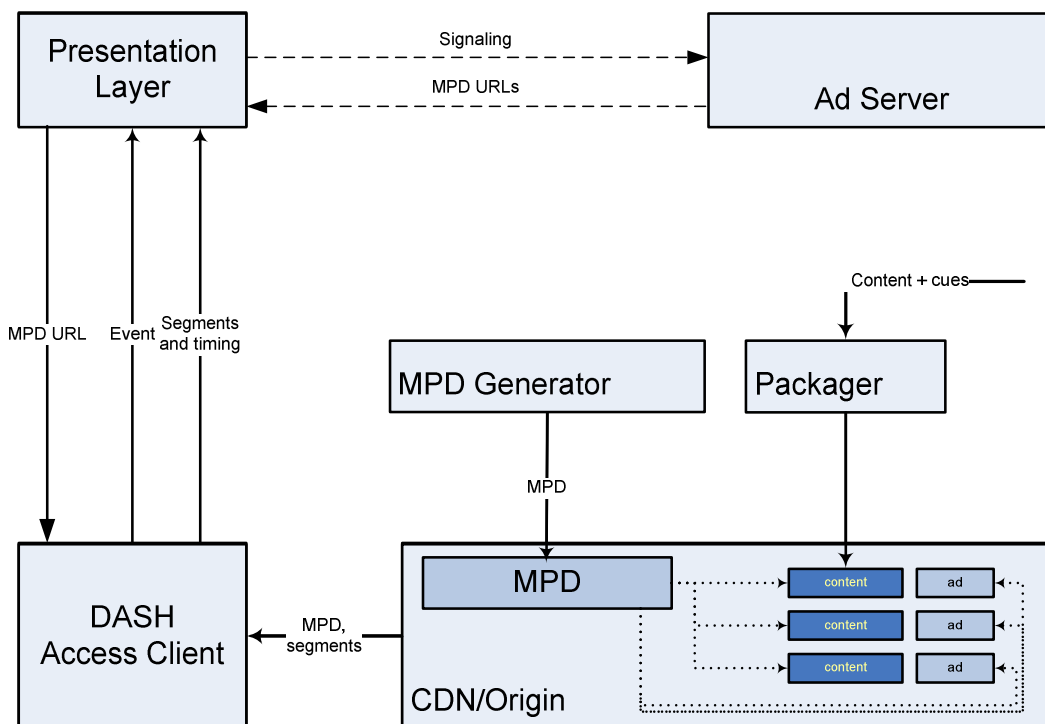 Presentation
Layer
Signaling
MPD URLs
Ad Server
Content + cues
MPD URL
Event
Segments
and timing
MPD Generator
Packager
MPD
MPD
content
ad
content
ad
content
ad
DASH
Access Client
MPD,
segments
CDN/Origin